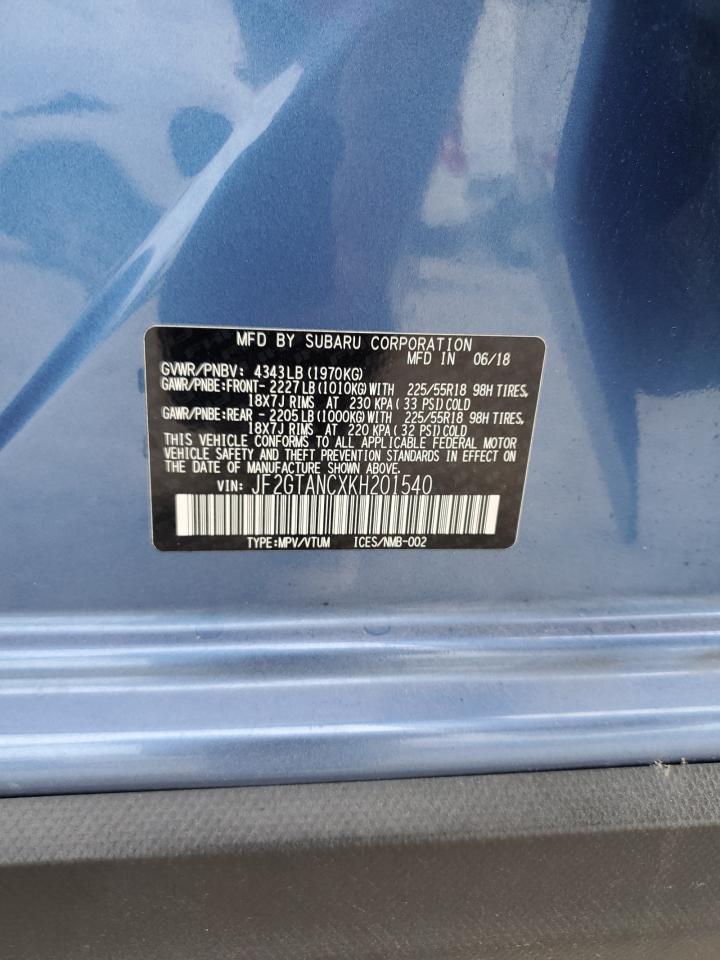 MFD BY SUBARU CORPORATION
MFD IN 06/18
GVWR/PNBV: 4343LB (1970KG)
GAWR/PNBE:FRONT- 2227LB(1010KG)WITH 225/55R18 98H TIRES,
18X7J RIMS AT 230 KPA ( 33 PSI ) COLD
GAWR/PNBE:REAR - 2205LB(1000KG)WITH 225/55R18 98H TIRES,
18X7J RIMS AT 220 KPA ( 32 PSI ) COLD
THIS VEHICLE CONFORMS TO ALL APPLICABLE FEDERAL MOTOR
VEHICLE SAFETY AND THEFT PREVENTION STANDARDS IN EFFECT
ON THE DATE OF MANUFACTURE SHOWN ABOVE.
VIN: JF2GTANCXKH201540
TYPE:MPV/VTUM ICES/NMB-002